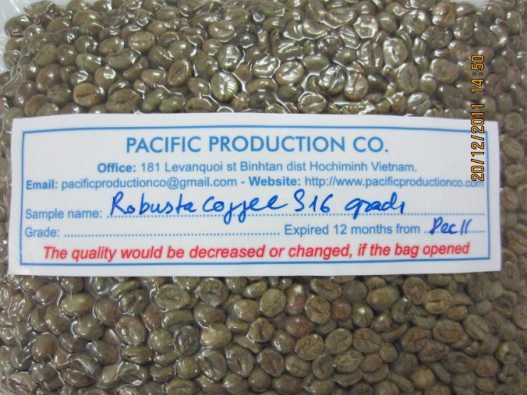 PACIFIC PRODUCTION CO.
Office: 181 Levanquoi st Binhtan dist Hochiminh Vietnam.
Email: pacificproductionco@gmail.com - Website: http://www.pacificproductionco.com
Sample name: Robusta coffee S16 grade1
Grade: Expired 12 months from Dec 11
The quality would be decreased or changed, if the bag opened
20/12/2011 14:50